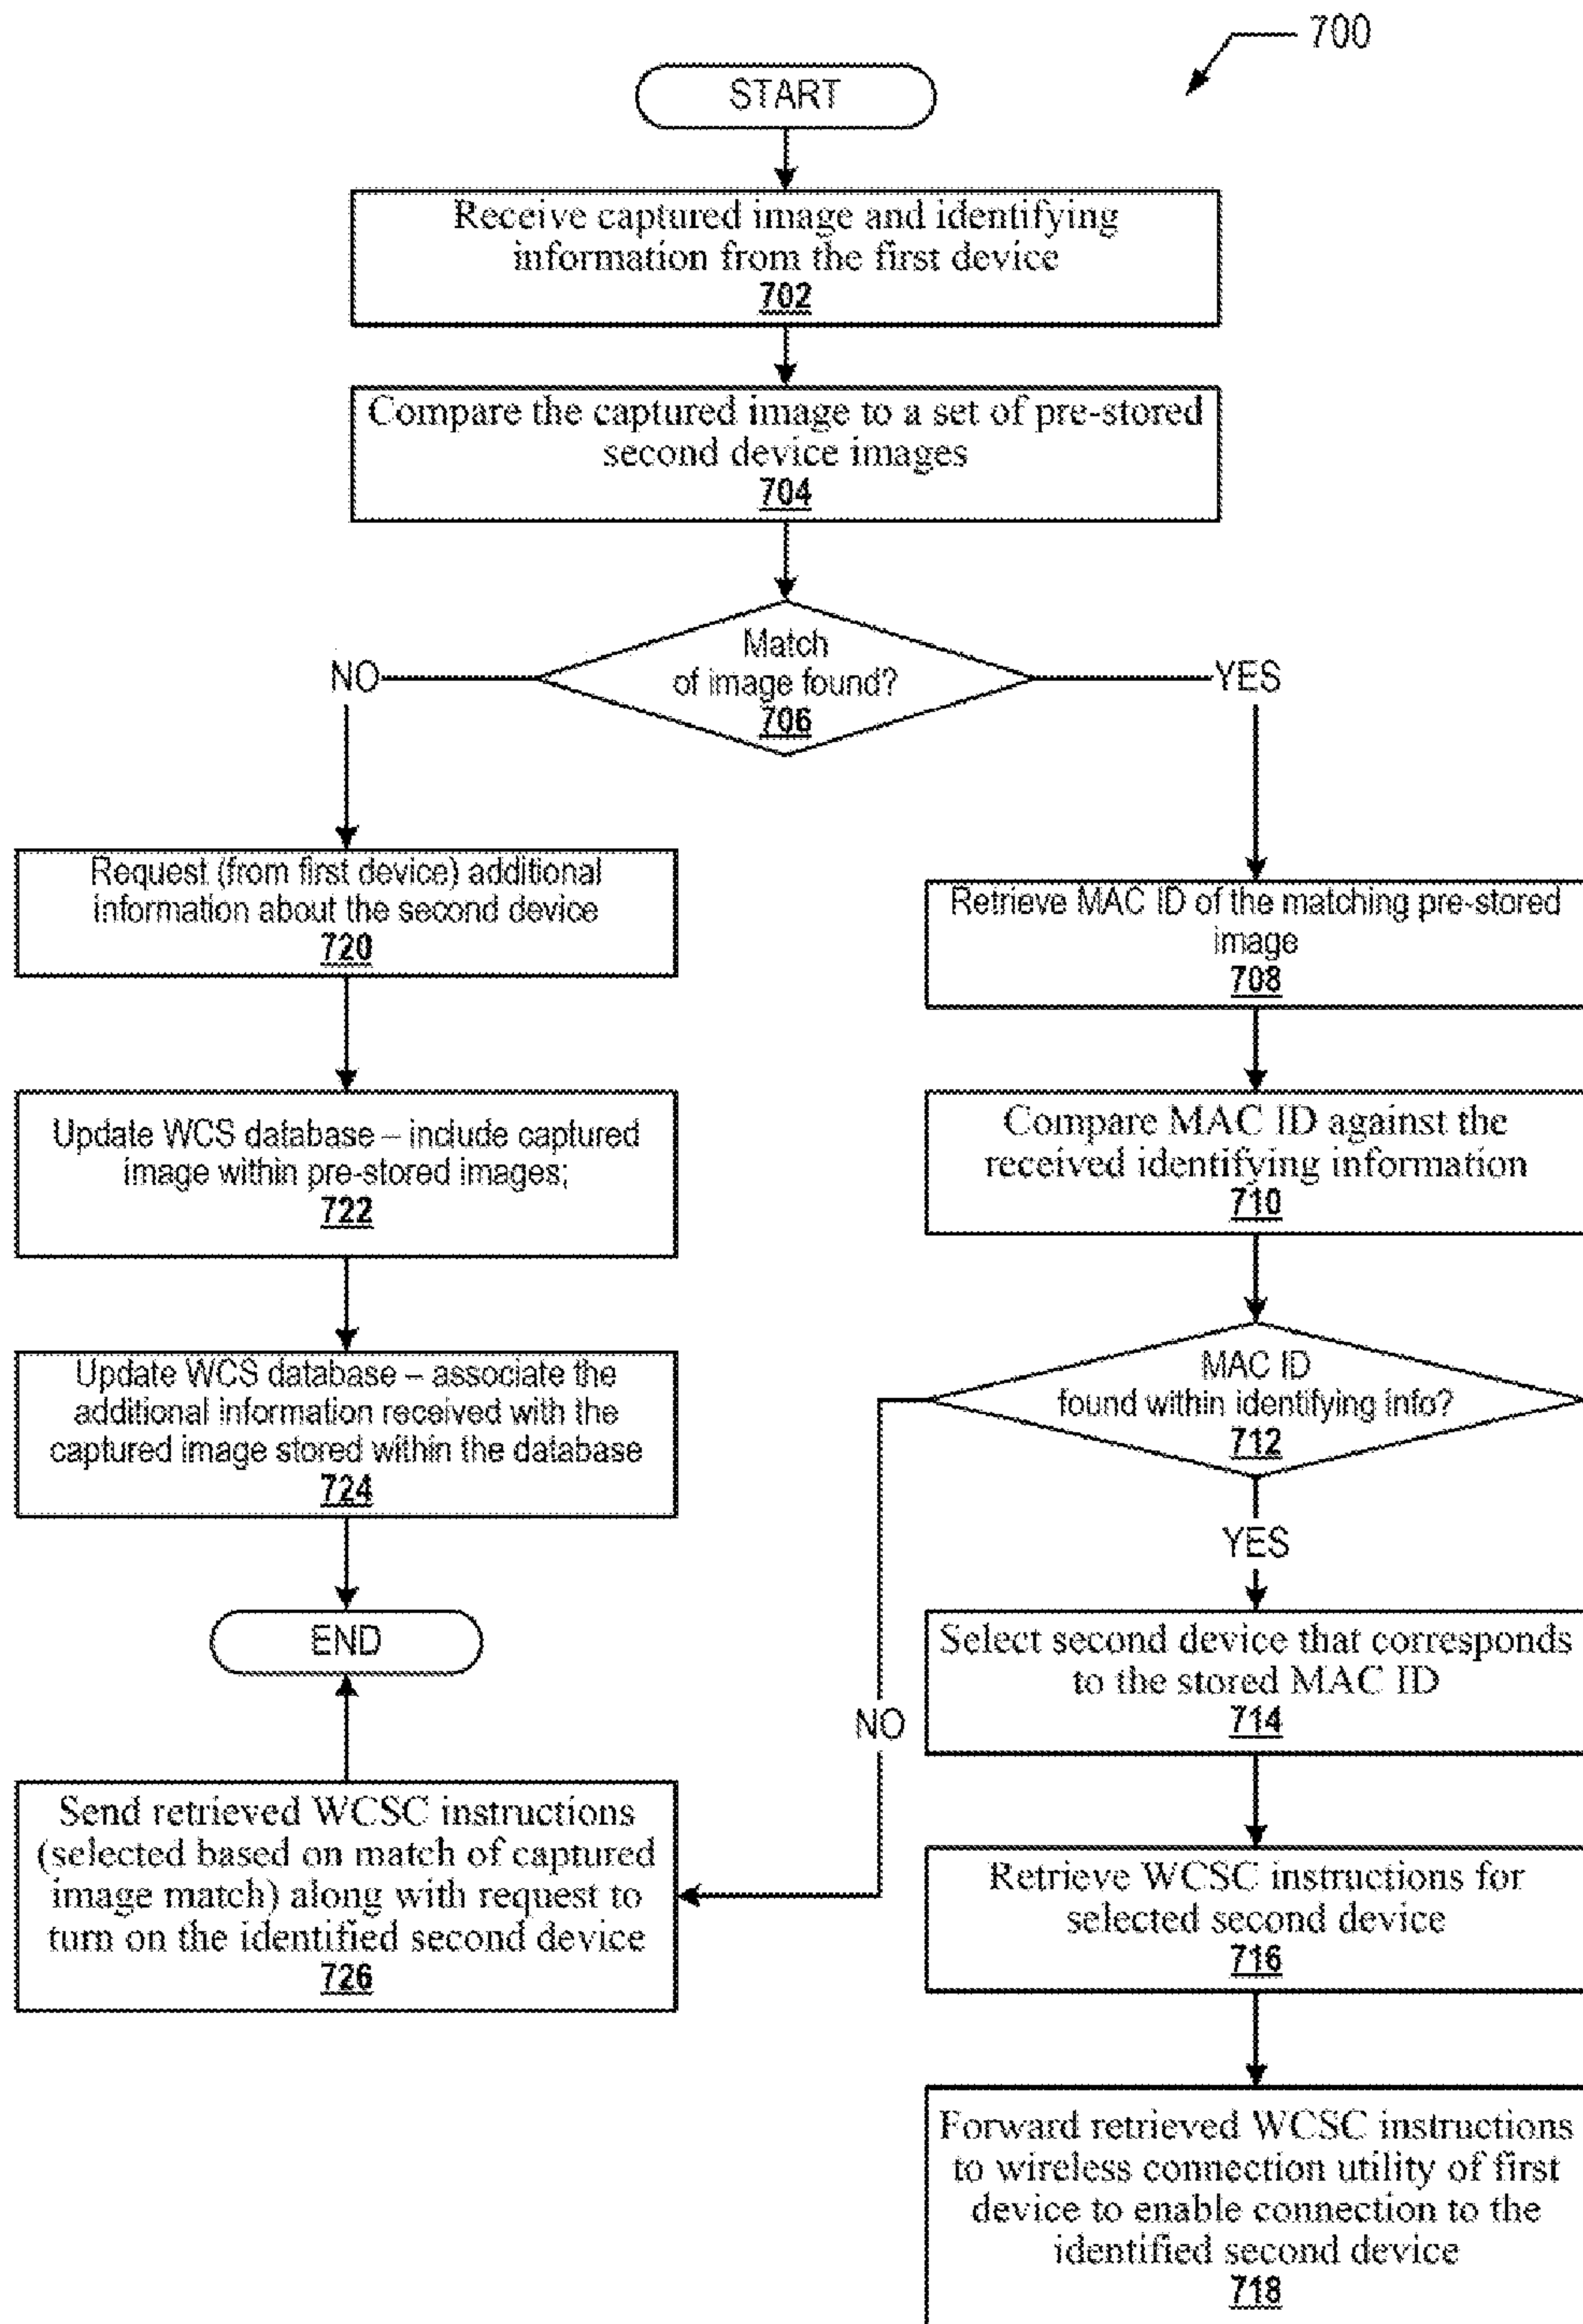 700
START
Receive captured image and identifying
information from the first device
702
Compare the captured image to a set of pre-stored
second device images
704
Match
of image found?
706
NO
YES
Request (from first device) additional
information about the second device
720
Retrieve MAC ID of the matching pre-stored
image
708
Update WCS database – include captured
image within pre-stored images;
722
Compare MAC ID against the
received identifying information
710
Update WCS database – associate the
additional information received with the
captured image stored within the database
724
MAC ID
found within identifying info?
712
YES
END
Select second device that corresponds
to the stored MAC ID
714
NO
Send retrieved WCSC instructions
(selected based on match of captured
image match) along with request to
turn on the identified second device
726
Retrieve WCSC instructions for
selected second device
716
Forward retrieved WCSC instructions
to wireless connection utility of first
device to enable connection to the
identified second device
718